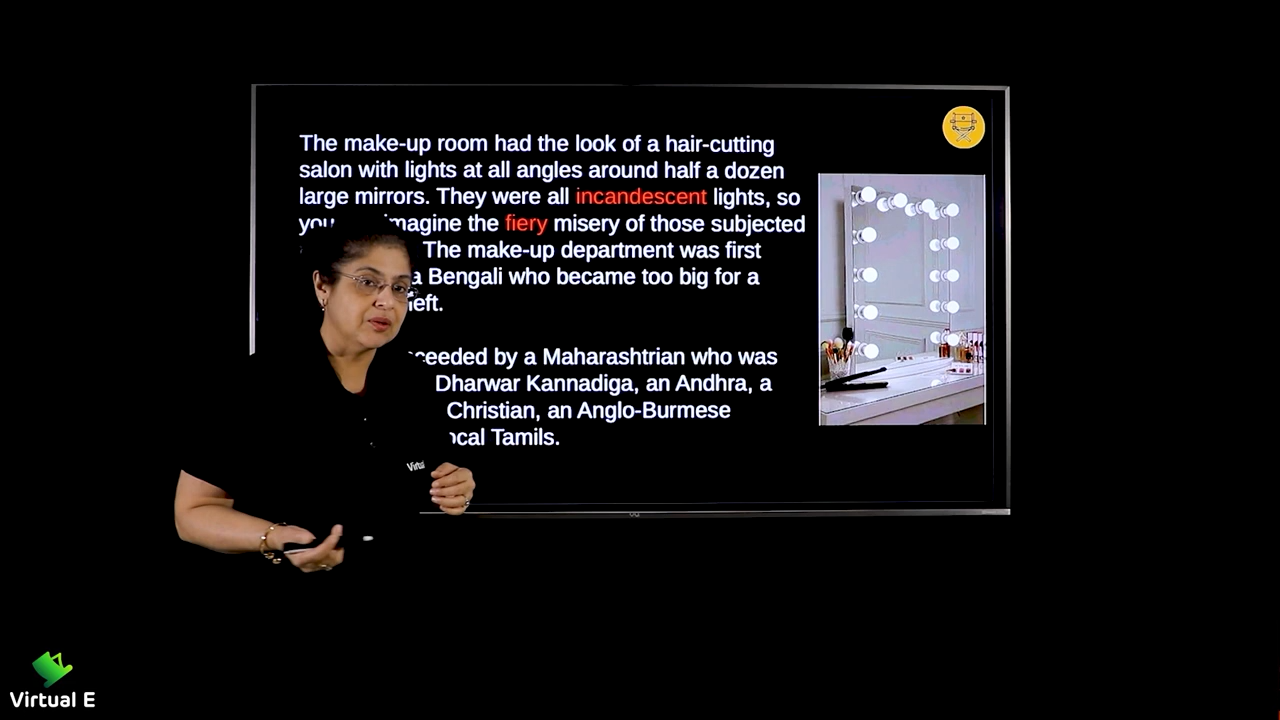 The make-up room had the look of a hair-cutting
salon with lights at all angles around half a dozen
large mirrors. They were all incandescent lights, so
you imagine the fiery misery of those subjected
The make-up department was first
a Bengali who became too big for a
left.
by a Maharashtrian who was
Dharwar Kannadiga, an Andhra, a
Christian, an Anglo-Burmese
Tamils.
Virtual E